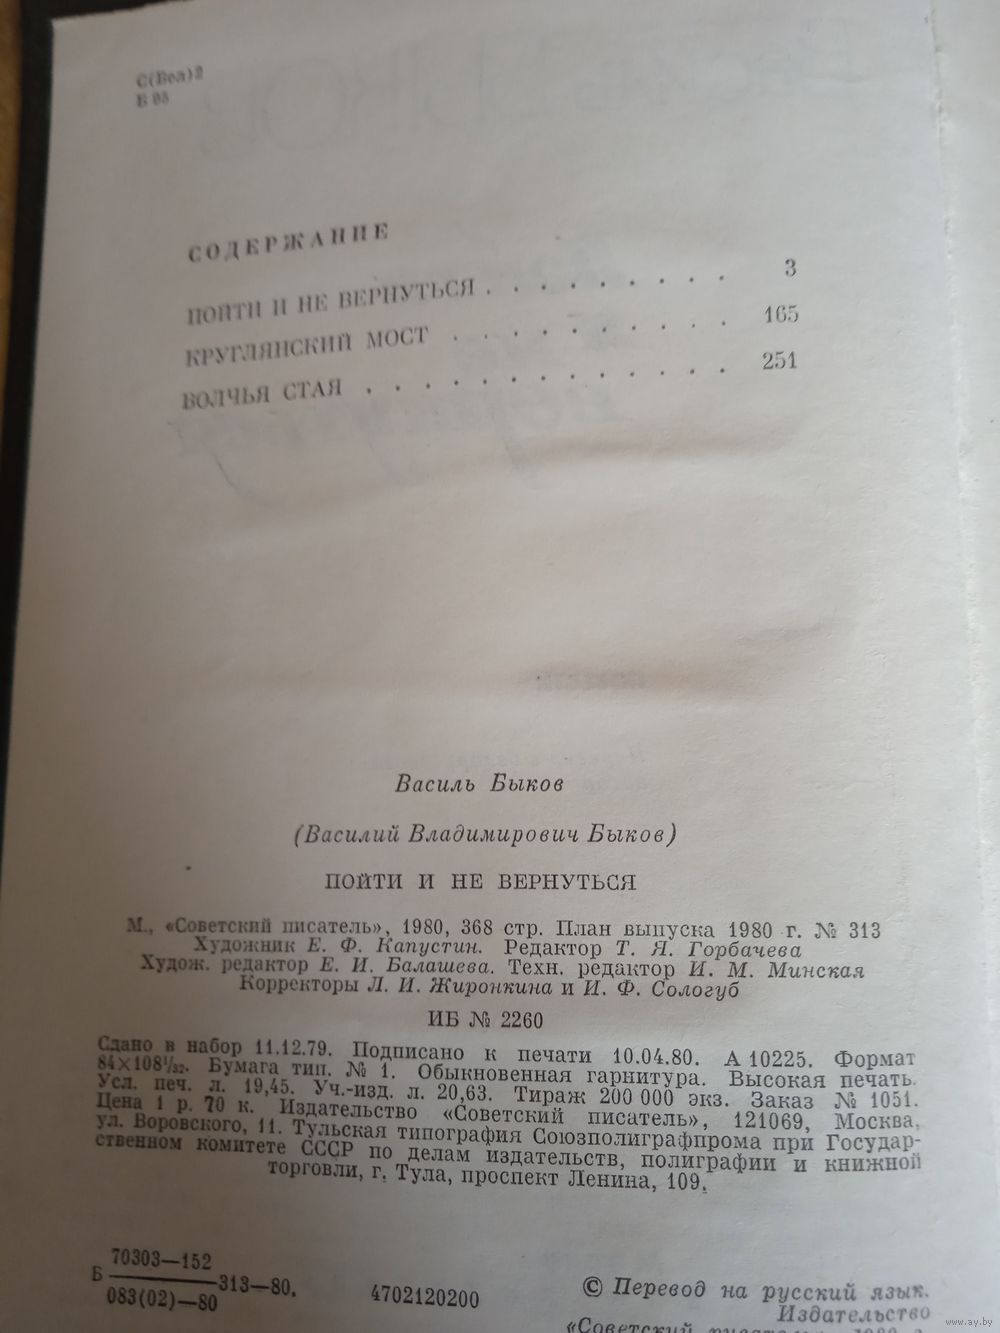 С(Бел)2
Б 95
СОДЕРЖАНИЕ
ПОЙТИ И НЕ ВЕРНУТЬСЯ . . . . . . . . . 3
КРУГЛЯНСКИЙ МОСТ . . . . . . . . . . 165
ВОЛЧЬЯ СТАЯ . . . . . . . . . . . . . 251
Василь Быков
(Василий Владимирович Быков)
ПОЙТИ И НЕ ВЕРНУТЬСЯ
М., «Советский писатель», 1980, 368 стр. План выпуска 1980 г. № 313
Художник Е. Ф. Капустин. Редактор Т. Я. Горбачева
Худож. редактор Е. И. Балашева. Техн. редактор И. М. Минская
Корректоры Л. И. Жиронкина и И. Ф. Сологуб
ИБ № 2260
Сдано в набор 11.12.79. Подписано к печати 10.04.80. А 10225. Формат
84×108¹/₃₂. Бумага тип. № 1. Обыкновенная гарнитура. Высокая печать.
Усл. печ. л. 19,45. Уч.-изд. л. 20,63. Тираж 200 000 экз. Заказ № 1051.
Цена 1 р. 70 к. Издательство «Советский писатель», 121069, Москва,
ул. Воровского, 11. Тульская типография Союзполиграфпрома при Государ-
ственном комитете СССР по делам издательств, полиграфии и книжной
торговли, г. Тула, проспект Ленина, 109.
70303—152
Б ———— 313—80.
083(02)—80
4702120200
© Перевод на русский язык.
Издательство
«Советский писатель», 1980
www.ay.by